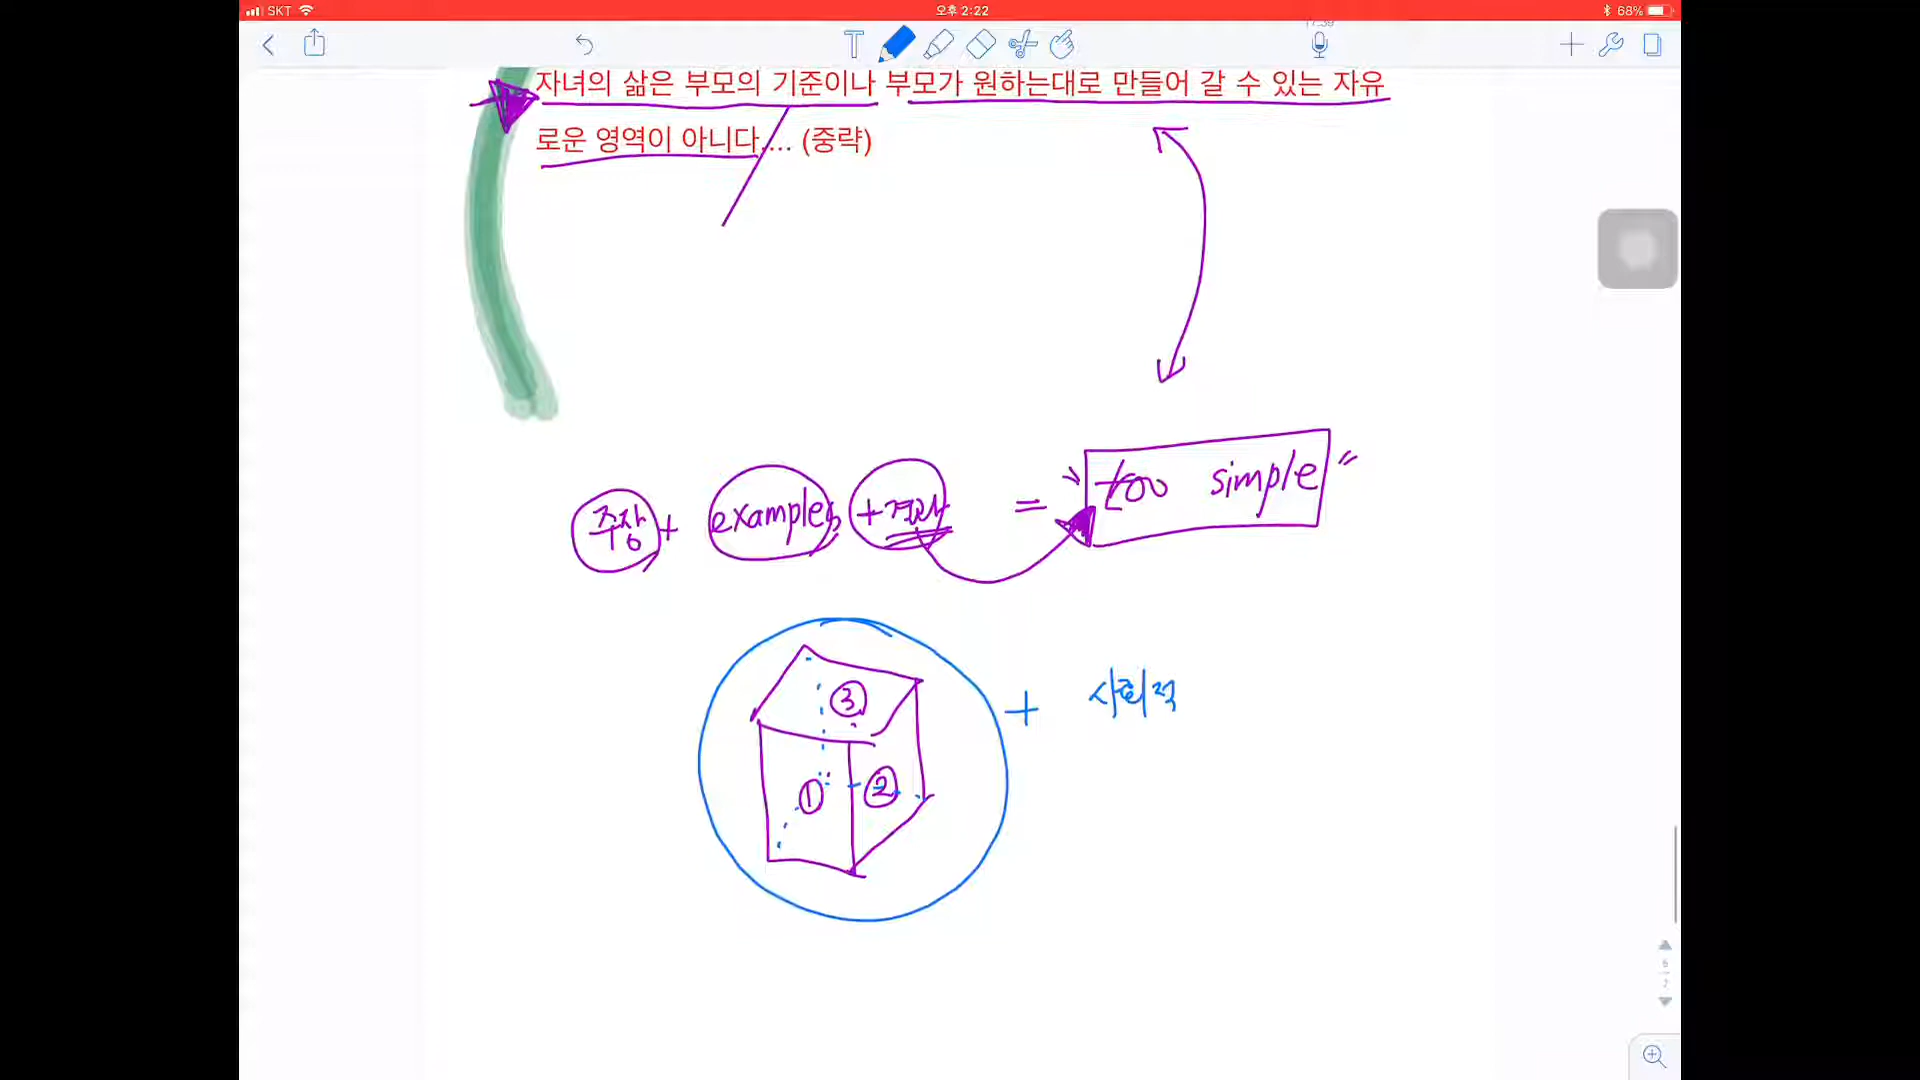 SKT 오후 2:22 68%
T
자녀의 삶은 부모의 기준이나 부모가 원하는대로 만들어 갈 수 있는 자유
로운 영역이 아니다.... (중략)
주장 + examples + = " too simple "
③
+ 사회적
① ②